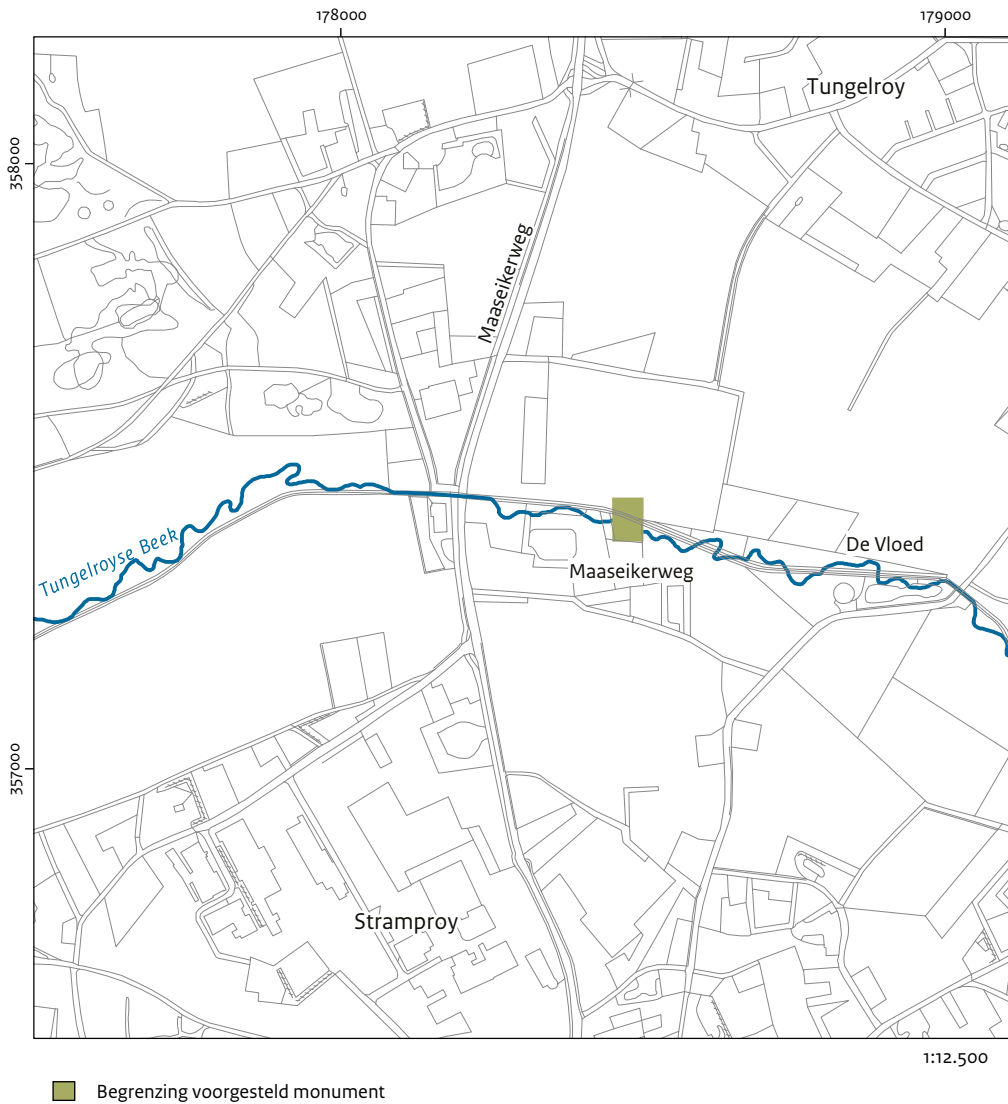 178000
179000
Tungelroy
358000
Maaseikerweg
De Vloed
Tungelroyse Beek
Maaseikerweg
357000
Stramproy
1:12.500
Begrenzing voorgesteld monument